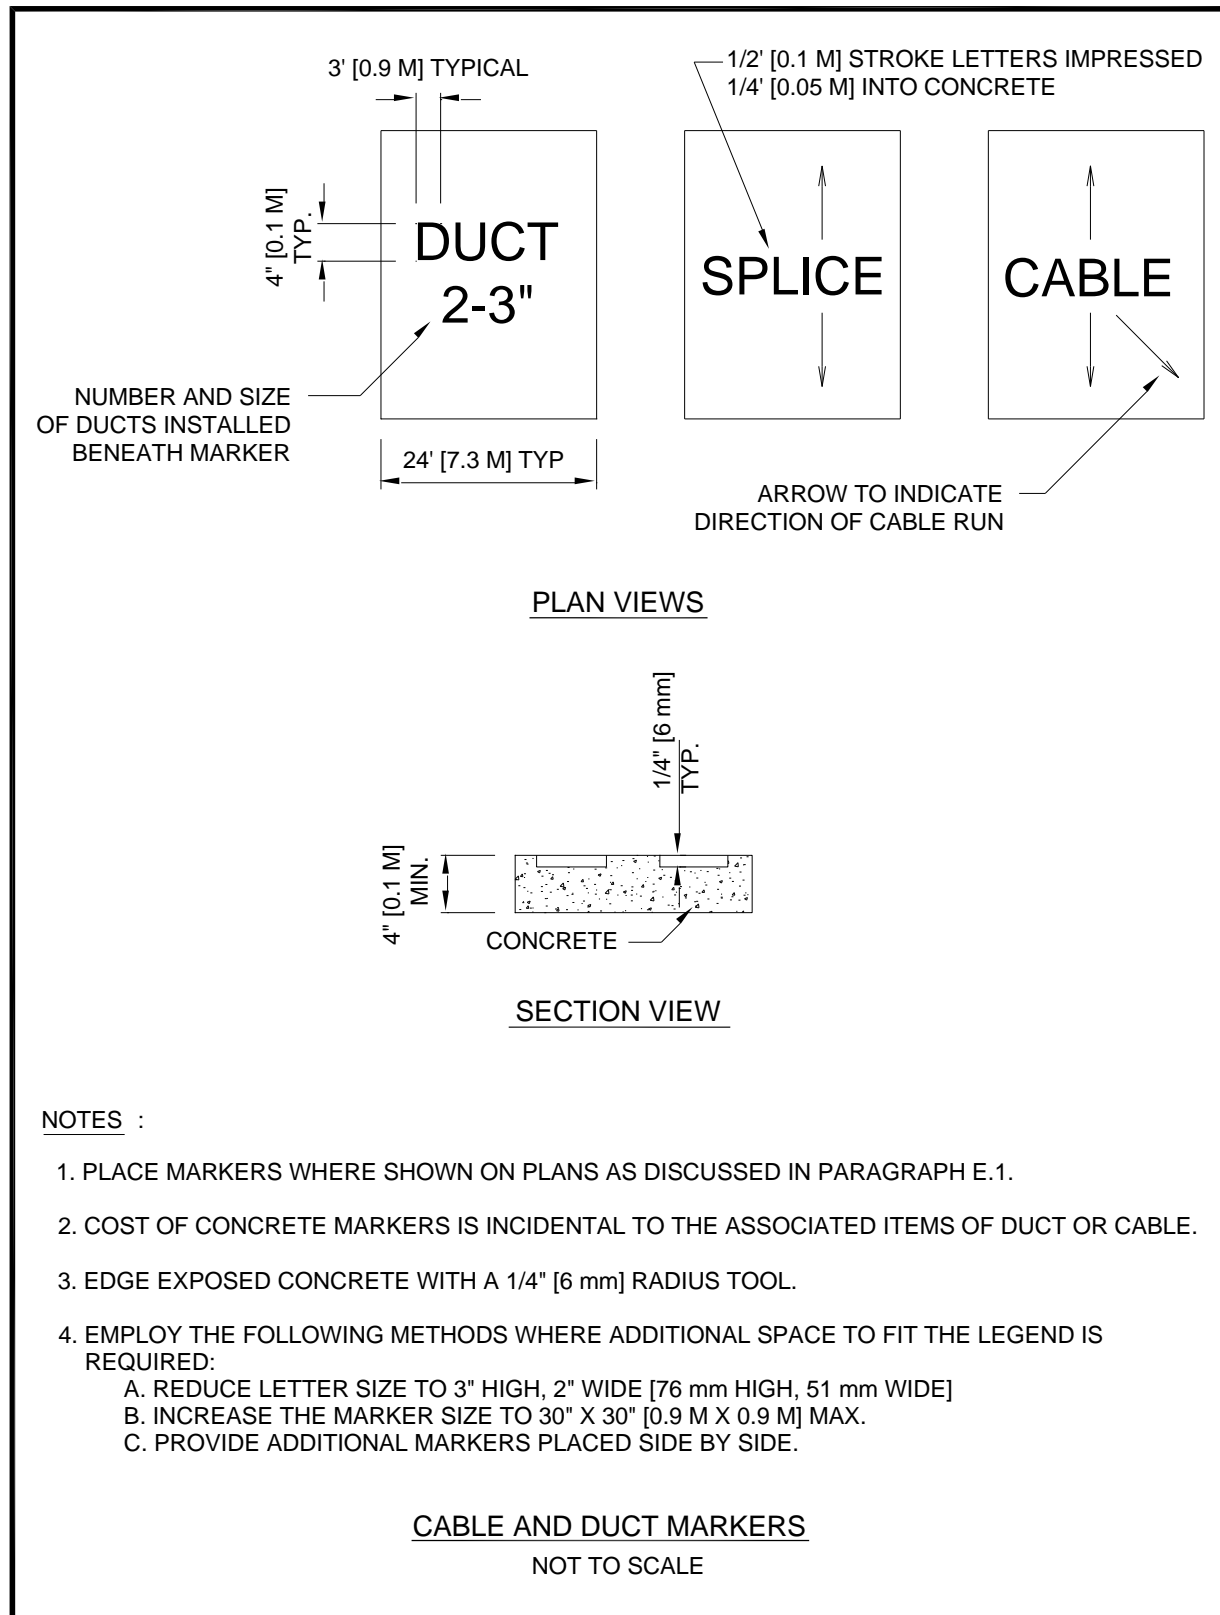 3' [0.9 M] TYPICAL
1/2' [0.1 M] STROKE LETTERS IMPRESSED
1/4' [0.05 M] INTO CONCRETE
4" [0.1 M]
TYP.
DUCT
2-3"
SPLICE
CABLE
NUMBER AND SIZE
OF DUCTS INSTALLED
BENEATH MARKER
24' [7.3 M] TYP
ARROW TO INDICATE
DIRECTION OF CABLE RUN
PLAN VIEWS
1/4" [6 mm]
TYP.
4" [0.1 M]
MIN.
CONCRETE
SECTION VIEW
NOTES :
1. PLACE MARKERS WHERE SHOWN ON PLANS AS DISCUSSED IN PARAGRAPH E.1.
2. COST OF CONCRETE MARKERS IS INCIDENTAL TO THE ASSOCIATED ITEMS OF DUCT OR CABLE.
3. EDGE EXPOSED CONCRETE WITH A 1/4" [6 mm] RADIUS TOOL.
4. EMPLOY THE FOLLOWING METHODS WHERE ADDITIONAL SPACE TO FIT THE LEGEND IS
REQUIRED:
A. REDUCE LETTER SIZE TO 3" HIGH, 2" WIDE [76 mm HIGH, 51 mm WIDE]
B. INCREASE THE MARKER SIZE TO 30" X 30" [0.9 M X 0.9 M] MAX.
C. PROVIDE ADDITIONAL MARKERS PLACED SIDE BY SIDE.
CABLE AND DUCT MARKERS
NOT TO SCALE